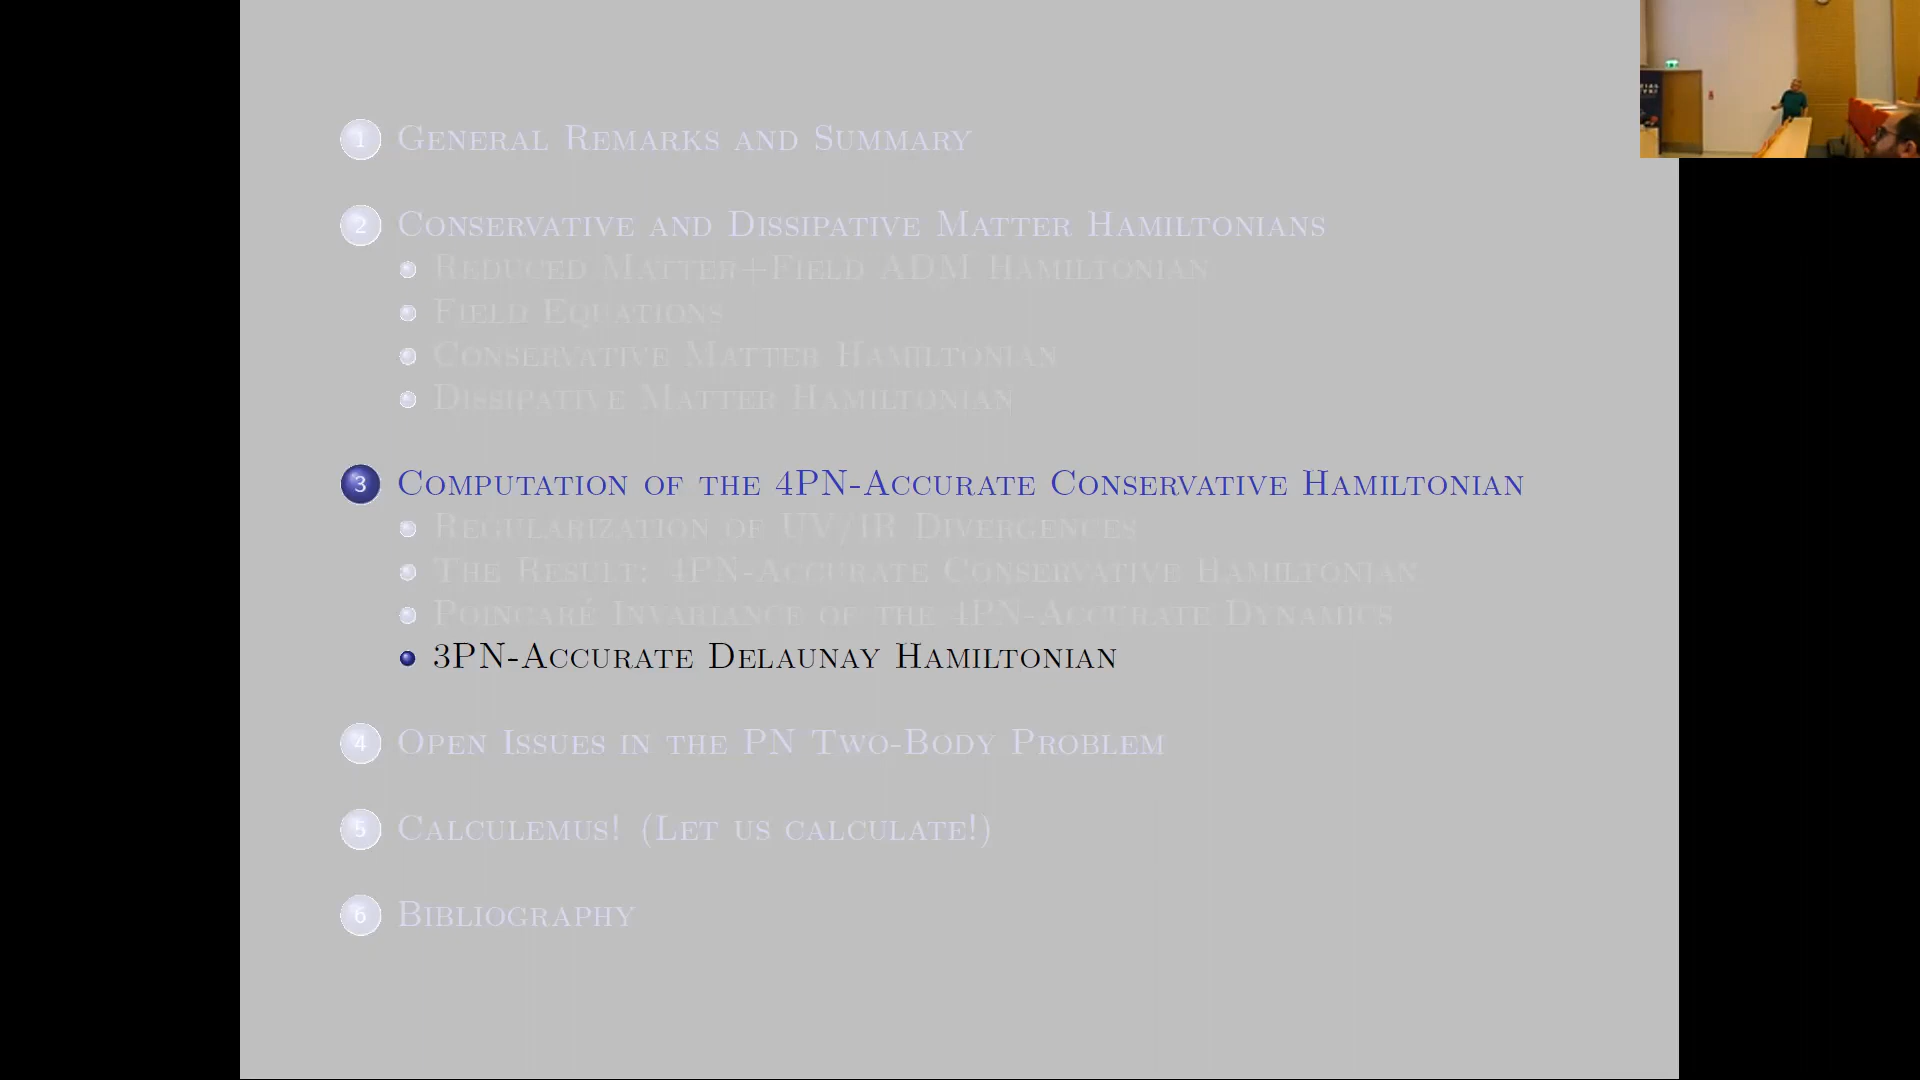 1 General Remarks and Summary
2 Conservative and Dissipative Matter Hamiltonians
Reduced Matter+Field ADM Hamiltonian
Field Equations
Conservative Matter Hamiltonian
Dissipative Matter Hamiltonian
3 Computation of the 4PN-Accurate Conservative Hamiltonian
Regularization of UV/IR Divergences
The Result: 4PN-Accurate Conservative Hamiltonian
Poincaré Invariance of the 4PN-Accurate Dynamics
3PN-Accurate Delaunay Hamiltonian
4 Open Issues in the PN Two-Body Problem
5 Calculemus! (Let us calculate!)
6 Bibliography